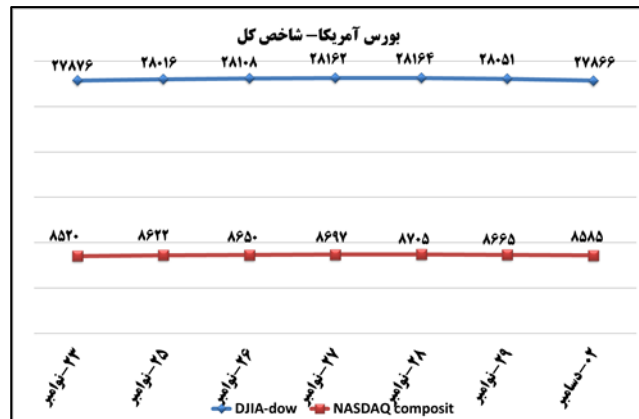 بورس آمریکا– شاخص کل
۲۷۸۷۶ ۲۸۰۱۶ ۲۸۱۰۸ ۲۸۱۶۲ ۲۸۱۶۴ ۲۸۰۵۱ ۲۷۸۶۶
۸۵۲۰ ۸۶۲۲ ۸۶۵۰ ۸۶۹۷ ۸۷۰۵ ۸۶۶۵ ۸۵۸۵
۲۳–نوامبر ۲۵–نوامبر ۲۶–نوامبر ۲۷–نوامبر ۲۸–نوامبر ۲۹–نوامبر ۰۲–دسامبر
DJIA-dow NASDAQ composit